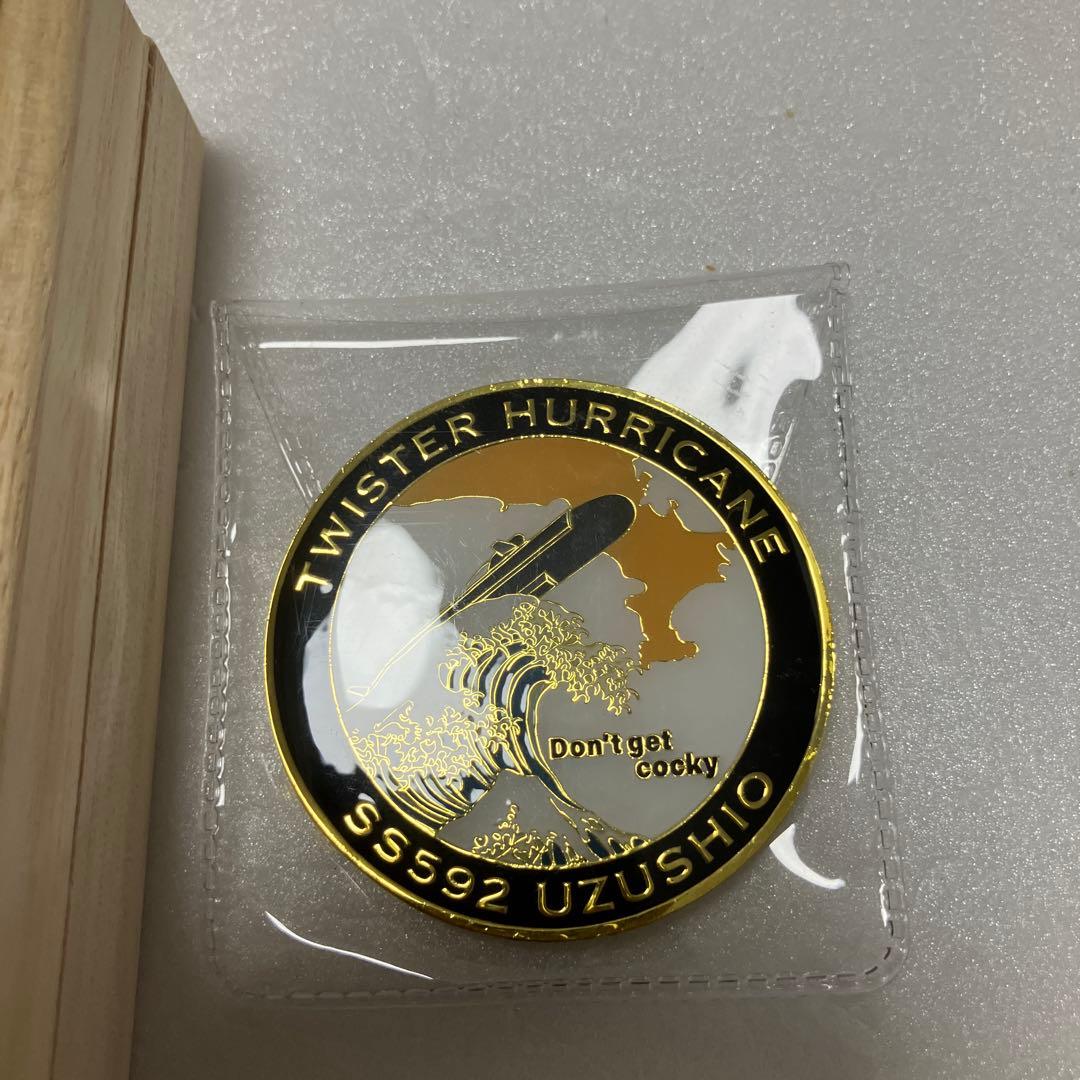 TWISTER HURRICANE
Don't get
cocky
SS592 UZUSHIO